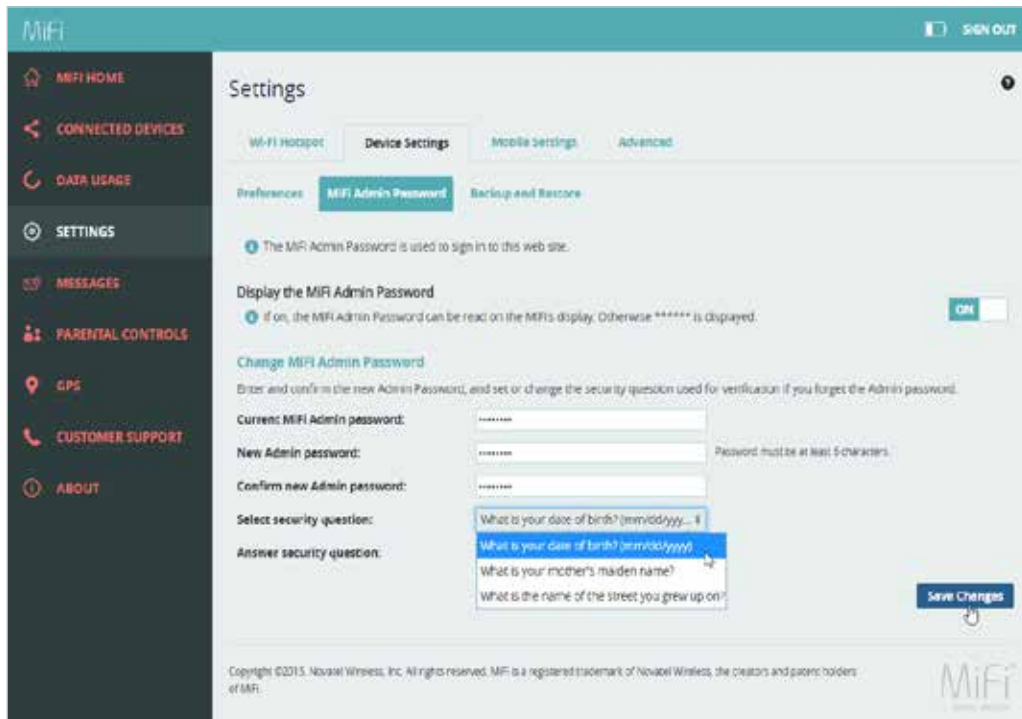 MiFi
SIGN OUT
MIFI HOME
CONNECTED DEVICES
DATA USAGE
SETTINGS
MESSAGES
PARENTAL CONTROLS
GPS
CUSTOMER SUPPORT
ABOUT
Settings
Wi-Fi Hotspot Device Settings Mobile Settings Advanced
Preferences MiFi Admin Password Backup and Restore
The MiFi Admin Password is used to sign in to this web site.
Display the MiFi Admin Password
If on, the MiFi Admin Password can be read on the MiFi's display. Otherwise ****** is displayed.
ON
Change MiFi Admin Password
Enter and confirm the new Admin Password, and set or change the security question used for verification if you forget the Admin password.
Current MiFi Admin password:
New Admin password: Password must be at least 6 characters.
Confirm new Admin password:
Select security question: What is your date of birth? (mm/dd/yyy...
Answer security question:
What is your date of birth? (mm/dd/yyyy)
What is your mother's maiden name?
What is the name of the street you grew up on?
Save Changes
Copyright ©2015. Novatel Wireless, Inc. All rights reserved. MiFi is a registered trademark of Novatel Wireless, the creators and patent holders
of MiFi.
MiFi